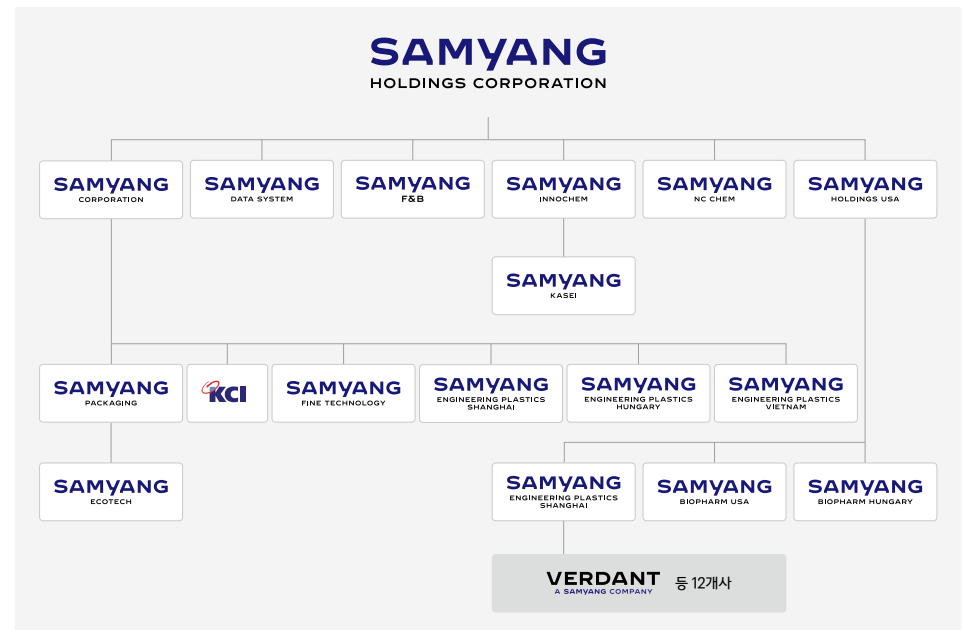 SAMYANG
HOLDINGS CORPORATION
SAMYANG
CORPORATION
SAMYANG
DATA SYSTEM
SAMYANG
F&B
SAMYANG
INNOCHEM
SAMYANG
NC CHEM
SAMYANG
HOLDINGS USA
SAMYANG
KASEI
SAMYANG
PACKAGING
KCI
SAMYANG
FINE TECHNOLOGY
SAMYANG
ENGINEERING PLASTICS
SHANGHAI
SAMYANG
ENGINEERING PLASTICS
HUNGARY
SAMYANG
ENGINEERING PLASTICS
VIETNAM
SAMYANG
ECOTECH
SAMYANG
ENGINEERING PLASTICS
SHANGHAI
SAMYANG
BIOPHARM USA
SAMYANG
BIOPHARM HUNGARY
VERDANT 등 12개사
A SAMYANG COMPANY